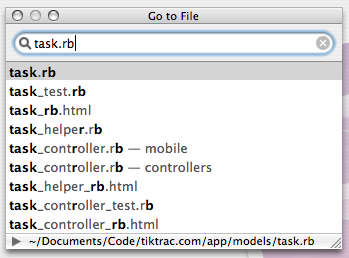 Go to File
task.rb
task.rb
task_test.rb
task_rb.html
task_helper.rb
task_controller.rb — mobile
task_controller.rb — controllers
task_helper_rb.html
task_controller_test.rb
task_controller_rb.html
~/Documents/Code/tiktrac.com/app/models/task.rb